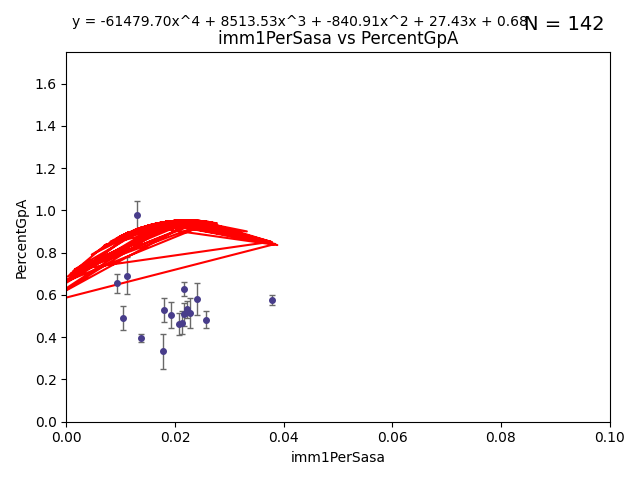 y = -61479.70x^4 + 8513.53x^3 + -840.91x^2 + 27.43x + 0.68
N = 142
imm1PerSasa vs PercentGpA
PercentGpA
1.6
1.4
1.2
1.0
0.8
0.6
0.4
0.2
0.0
0.00 0.02 0.04 0.06 0.08 0.10
imm1PerSasa